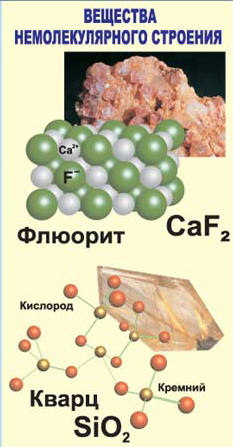 ВЕЩЕСТВА
НЕМОЛЕКУЛЯРНОГО СТРОЕНИЯ
Ca²⁺
F⁻
Флюорит CaF₂
Кислород
Кремний
Кварц
SiO₂